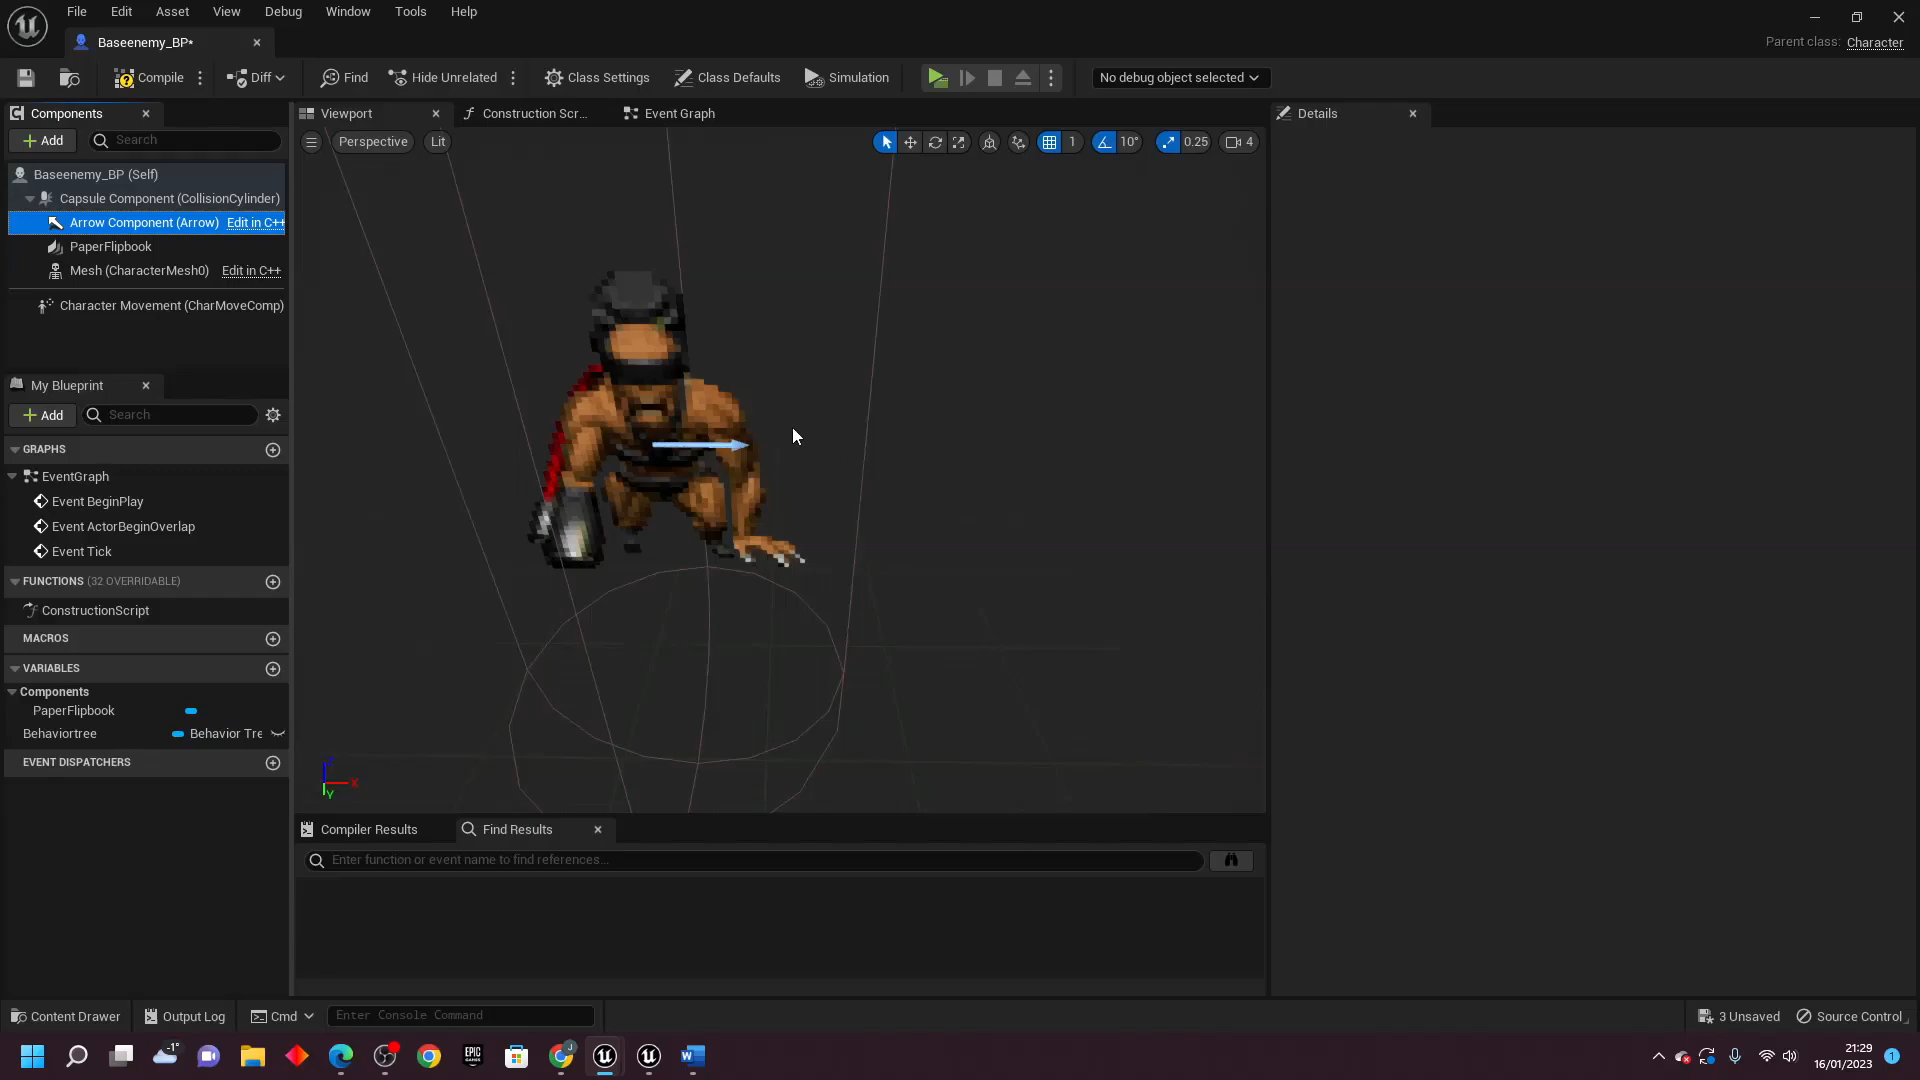 File Edit Asset View Debug Window Tools Help
Baseenemy_BP*
Parent class: Character
Compile Diff Find Hide Unrelated Class Settings Class Defaults Simulation No debug object selected
Components Viewport Construction Scr... Event Graph Details
Add Search Perspective Lit 1 10° 0.25 4
Baseenemy_BP (Self)
Capsule Component (CollisionCylinder)
Arrow Component (Arrow) Edit in C++
PaperFlipbook
Mesh (CharacterMesh0) Edit in C++
Character Movement (CharMoveComp)
My Blueprint
Add Search
GRAPHS
EventGraph
Event BeginPlay
Event ActorBeginOverlap
Event Tick
FUNCTIONS (32 OVERRIDABLE)
ConstructionScript
MACROS
VARIABLES
Components
PaperFlipbook
Behaviortree Behavior Tre
EVENT DISPATCHERS
X
Y
Compiler Results Find Results
Enter function or event name to find references...
Content Drawer Output Log Cmd Enter Console Command 3 Unsaved Source Control
-1°
EPIC GAMES
J
W
21:29
16/01/2023
1